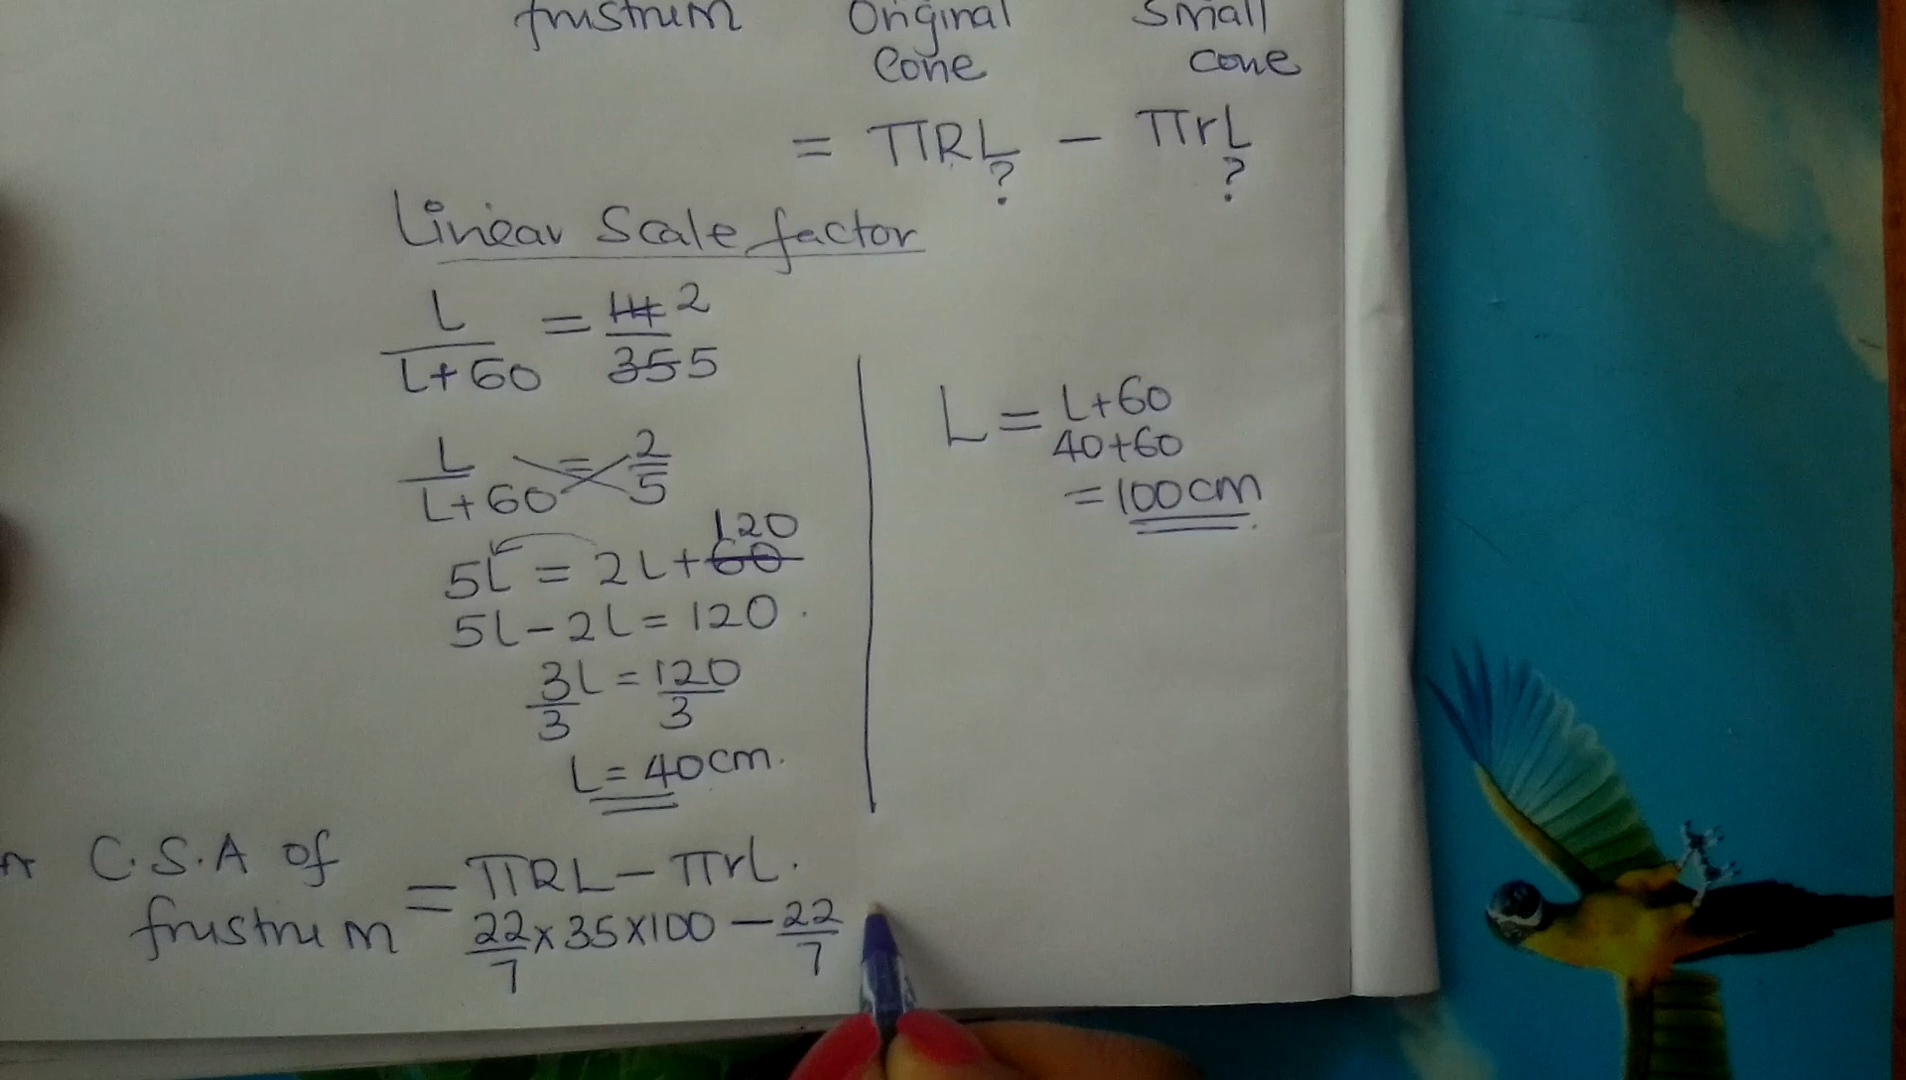 frustrum Original Small
Cone cone
= πRL - πrL
? ?
Linear Scale factor
L/L+60 = 14/35 2/5
L/L+60 = 2/5
5L = 2L+60 120
5L-2L = 120.
3L/3 = 120/3
L = 40cm.
L = L+60
40+60
= 100cm.
C.S.A of frustrum = πRL - πrL.
22/7 x 35 x 100 - 22/7